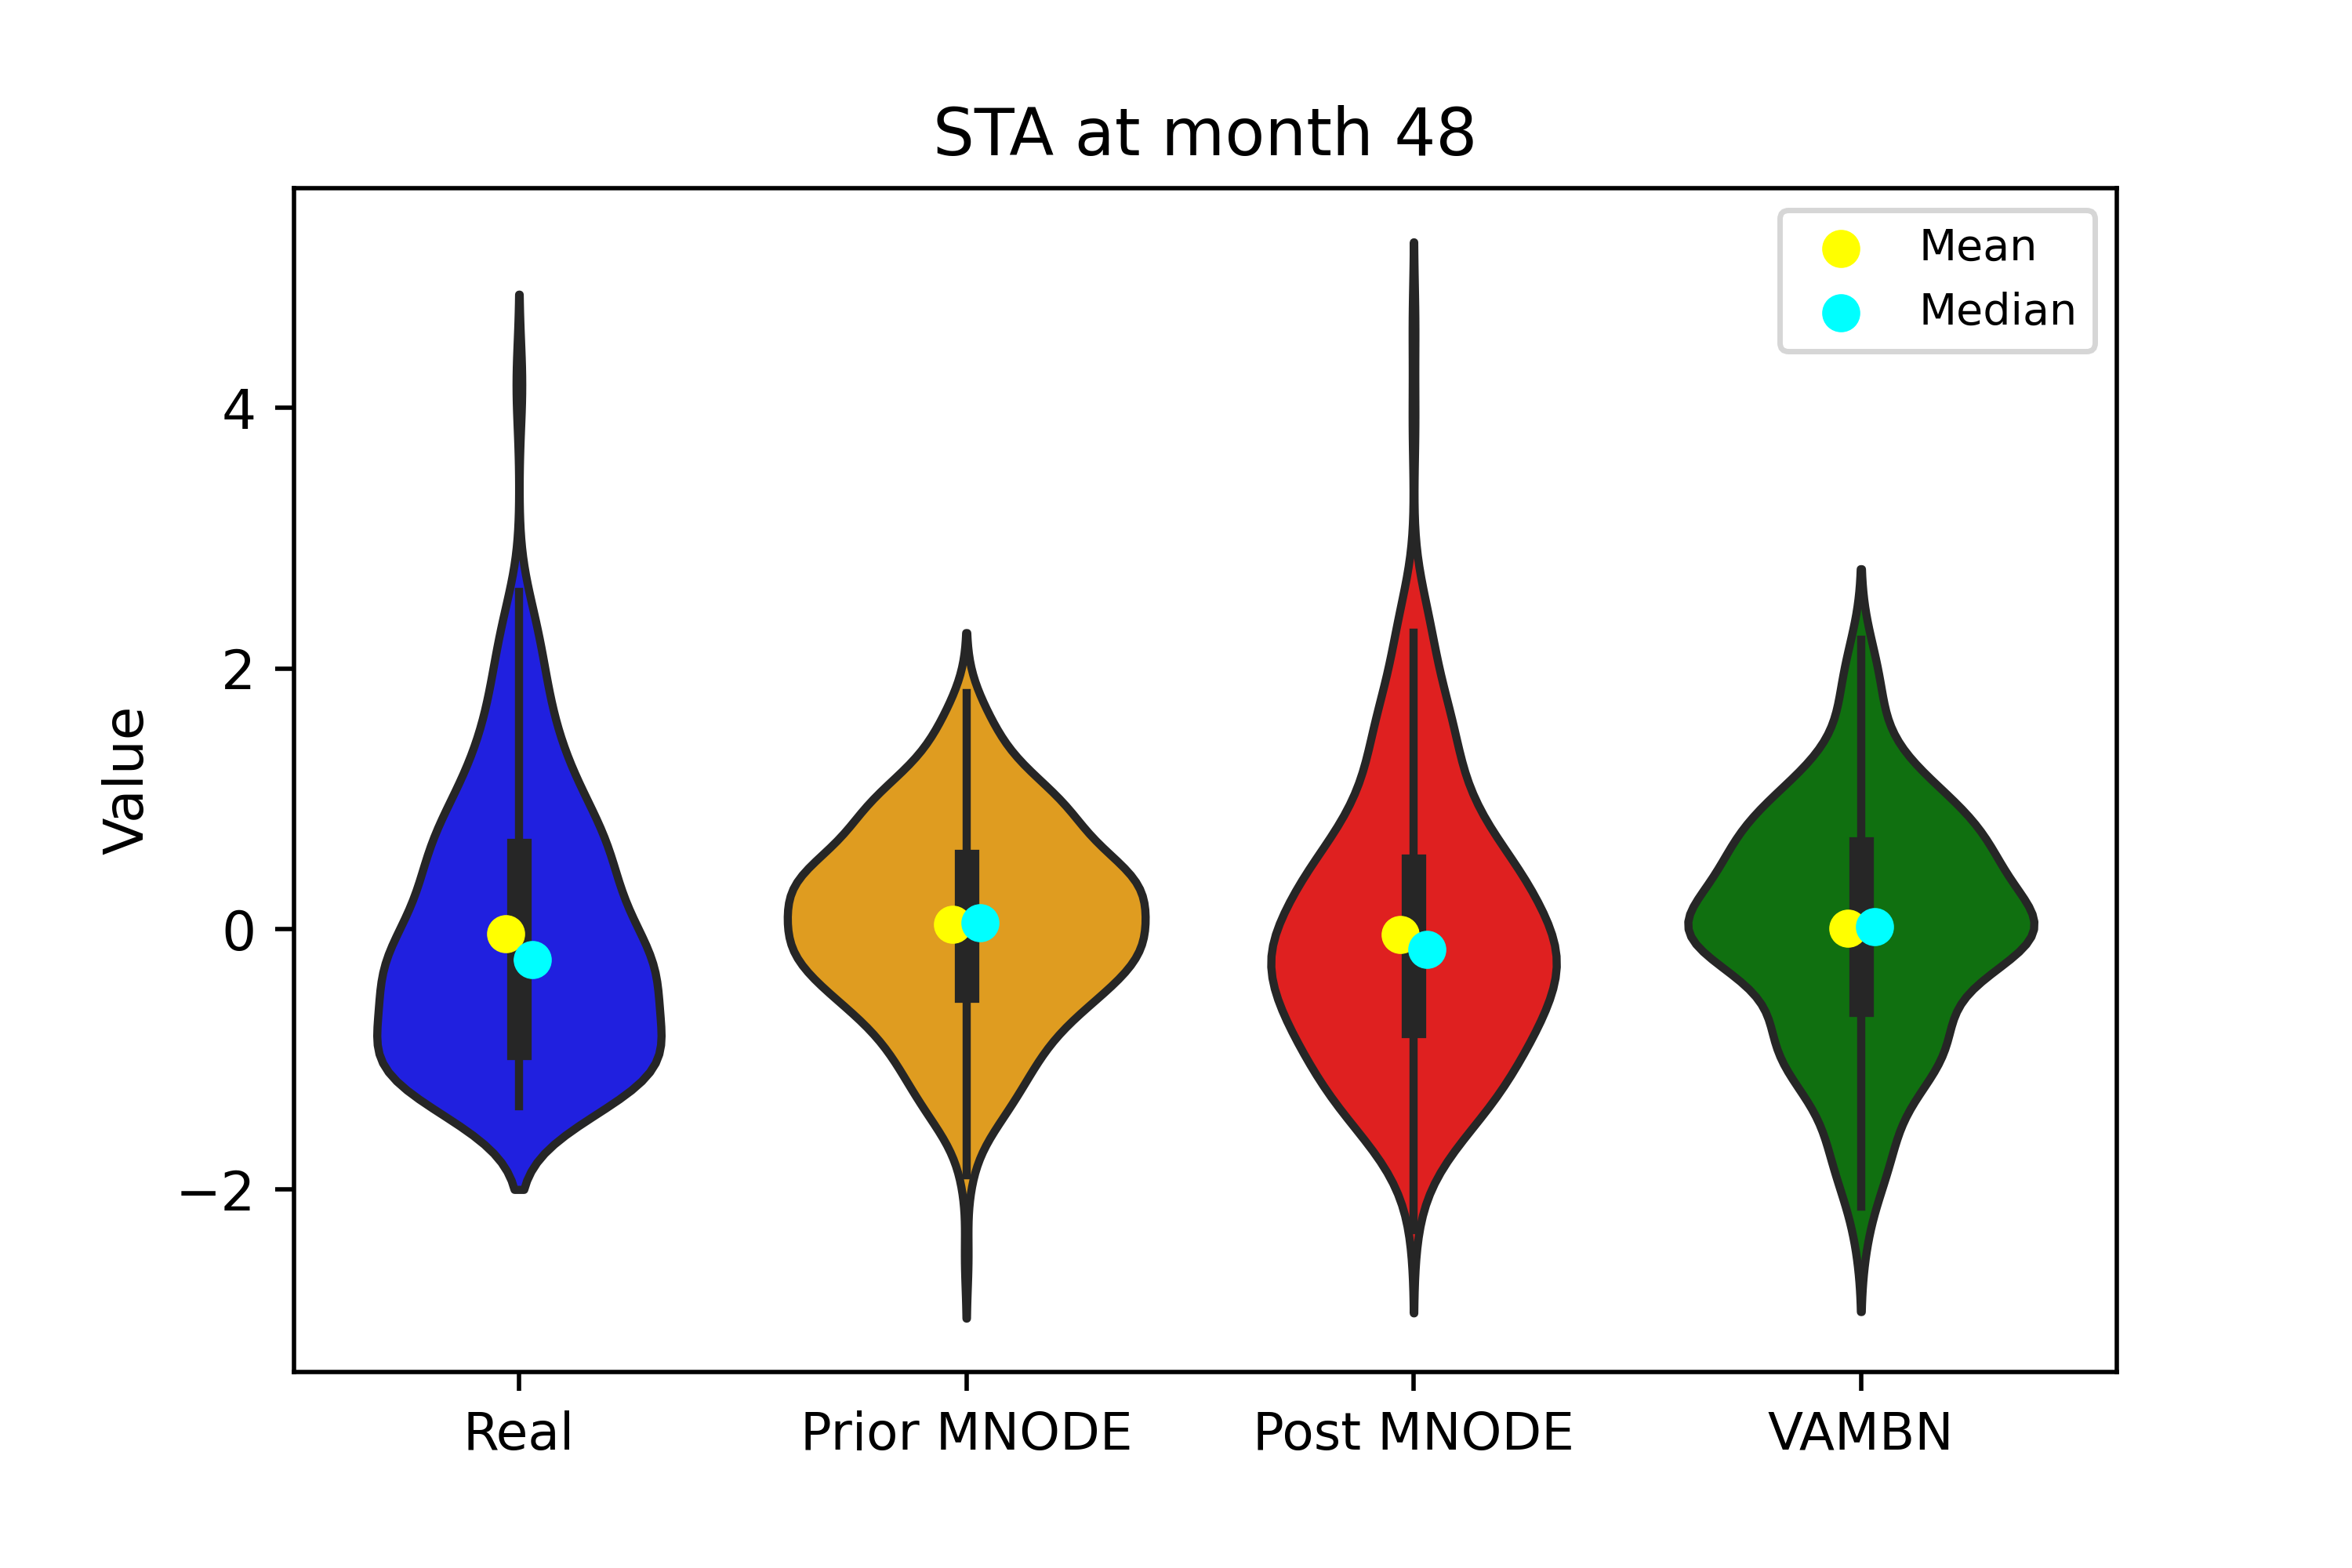 STA at month 48
Mean
Median
Value
4
2
0
−2
Real
Prior MNODE
Post MNODE
VAMBN